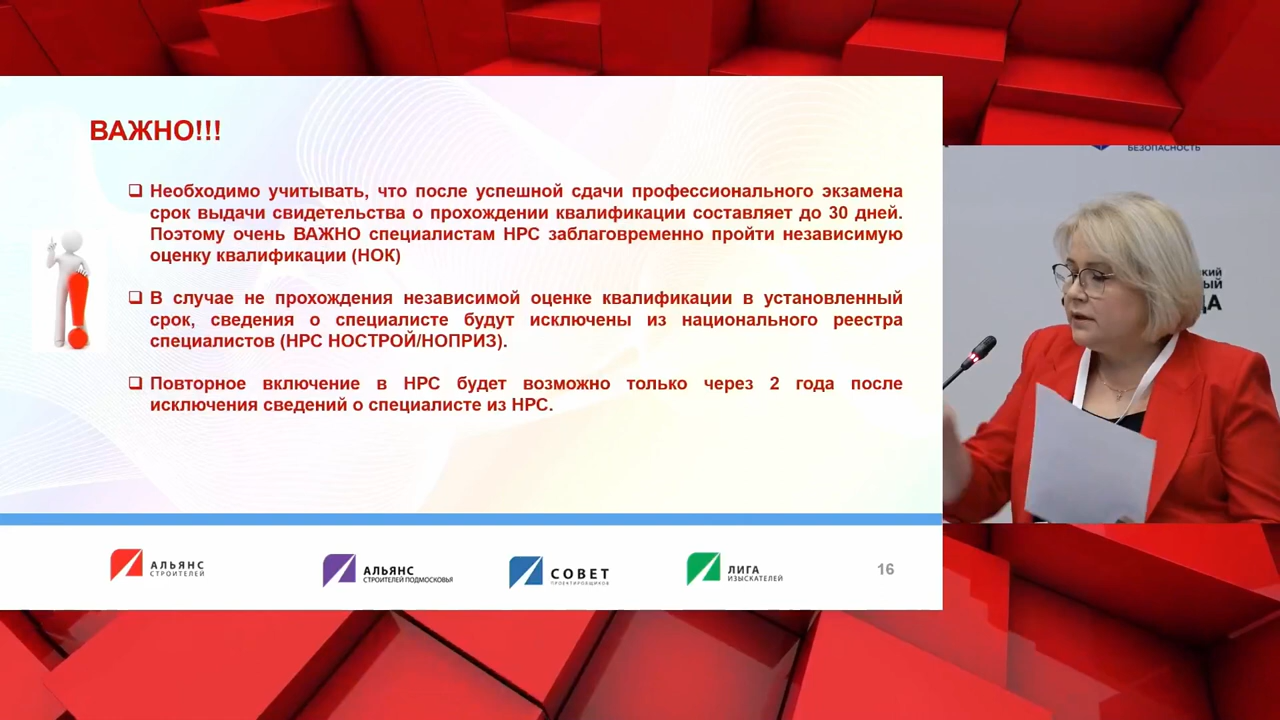 ВАЖНО!!!
Необходимо учитывать, что после успешной сдачи профессионального экзамена
срок выдачи свидетельства о прохождении квалификации составляет до 30 дней.
Поэтому очень ВАЖНО специалистам НРС заблаговременно пройти независимую
оценку квалификации (НОК)
В случае не прохождения независимой оценке квалификации в установленный
срок, сведения о специалисте будут исключены из национального реестра
специалистов (НРС НОСТРОЙ/НОПРИЗ).
Повторное включение в НРС будет возможно только через 2 года после
исключения сведений о специалисте из НРС.
АЛЬЯНС
СТРОИТЕЛЕЙ
АЛЬЯНС
СТРОИТЕЛЕЙ ПОДМОСКОВЬЯ
СОВЕТ
ПРОЕКТИРОВЩИКОВ
ЛИГА
ИЗЫСКАТЕЛЕЙ
16
БЕЗОПАСНОСТЬ